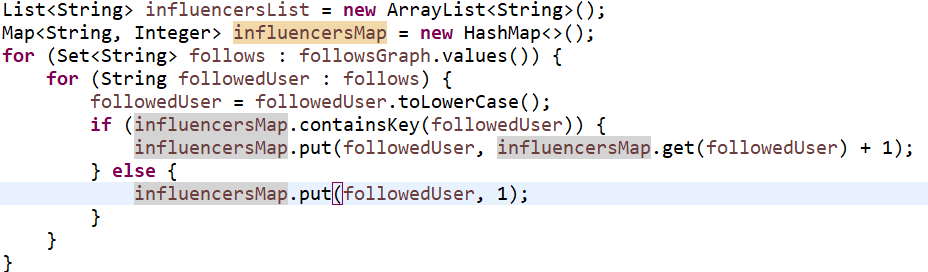 List<String> influencersList = new ArrayList<String>();
Map<String, Integer> influencersMap = new HashMap<>();
for (Set<String> follows : followsGraph.values()) {
    for (String followedUser : follows) {
        followedUser = followedUser.toLowerCase();
        if (influencersMap.containsKey(followedUser)) {
            influencersMap.put(followedUser, influencersMap.get(followedUser) + 1);
        } else {
            influencersMap.put(followedUser, 1);
        }
    }
}